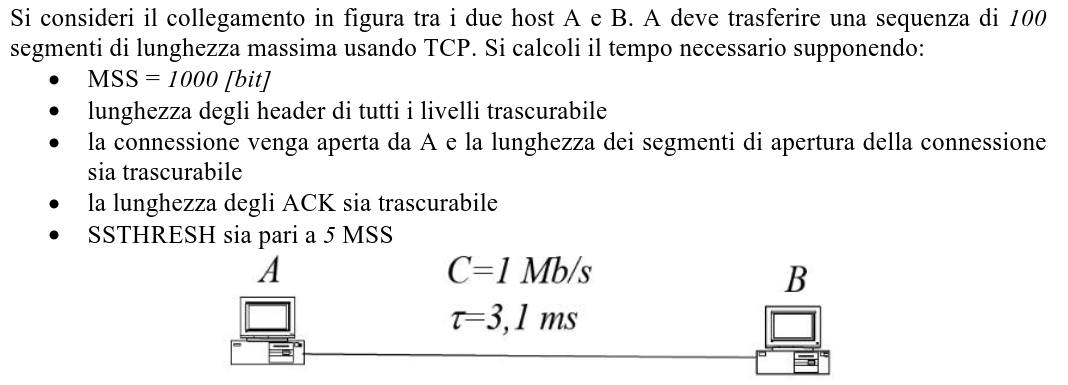 Si consideri il collegamento in figura tra i due host A e B. A deve trasferire una sequenza di 100
segmenti di lunghezza massima usando TCP. Si calcoli il tempo necessario supponendo:
• MSS = 1000 [bit]
• lunghezza degli header di tutti i livelli trascurabile
• la connessione venga aperta da A e la lunghezza dei segmenti di apertura della connessione
sia trascurabile
• la lunghezza degli ACK sia trascurabile
• SSTHRESH sia pari a 5 MSS
A C=1 Mb/s B
τ=3,1 ms